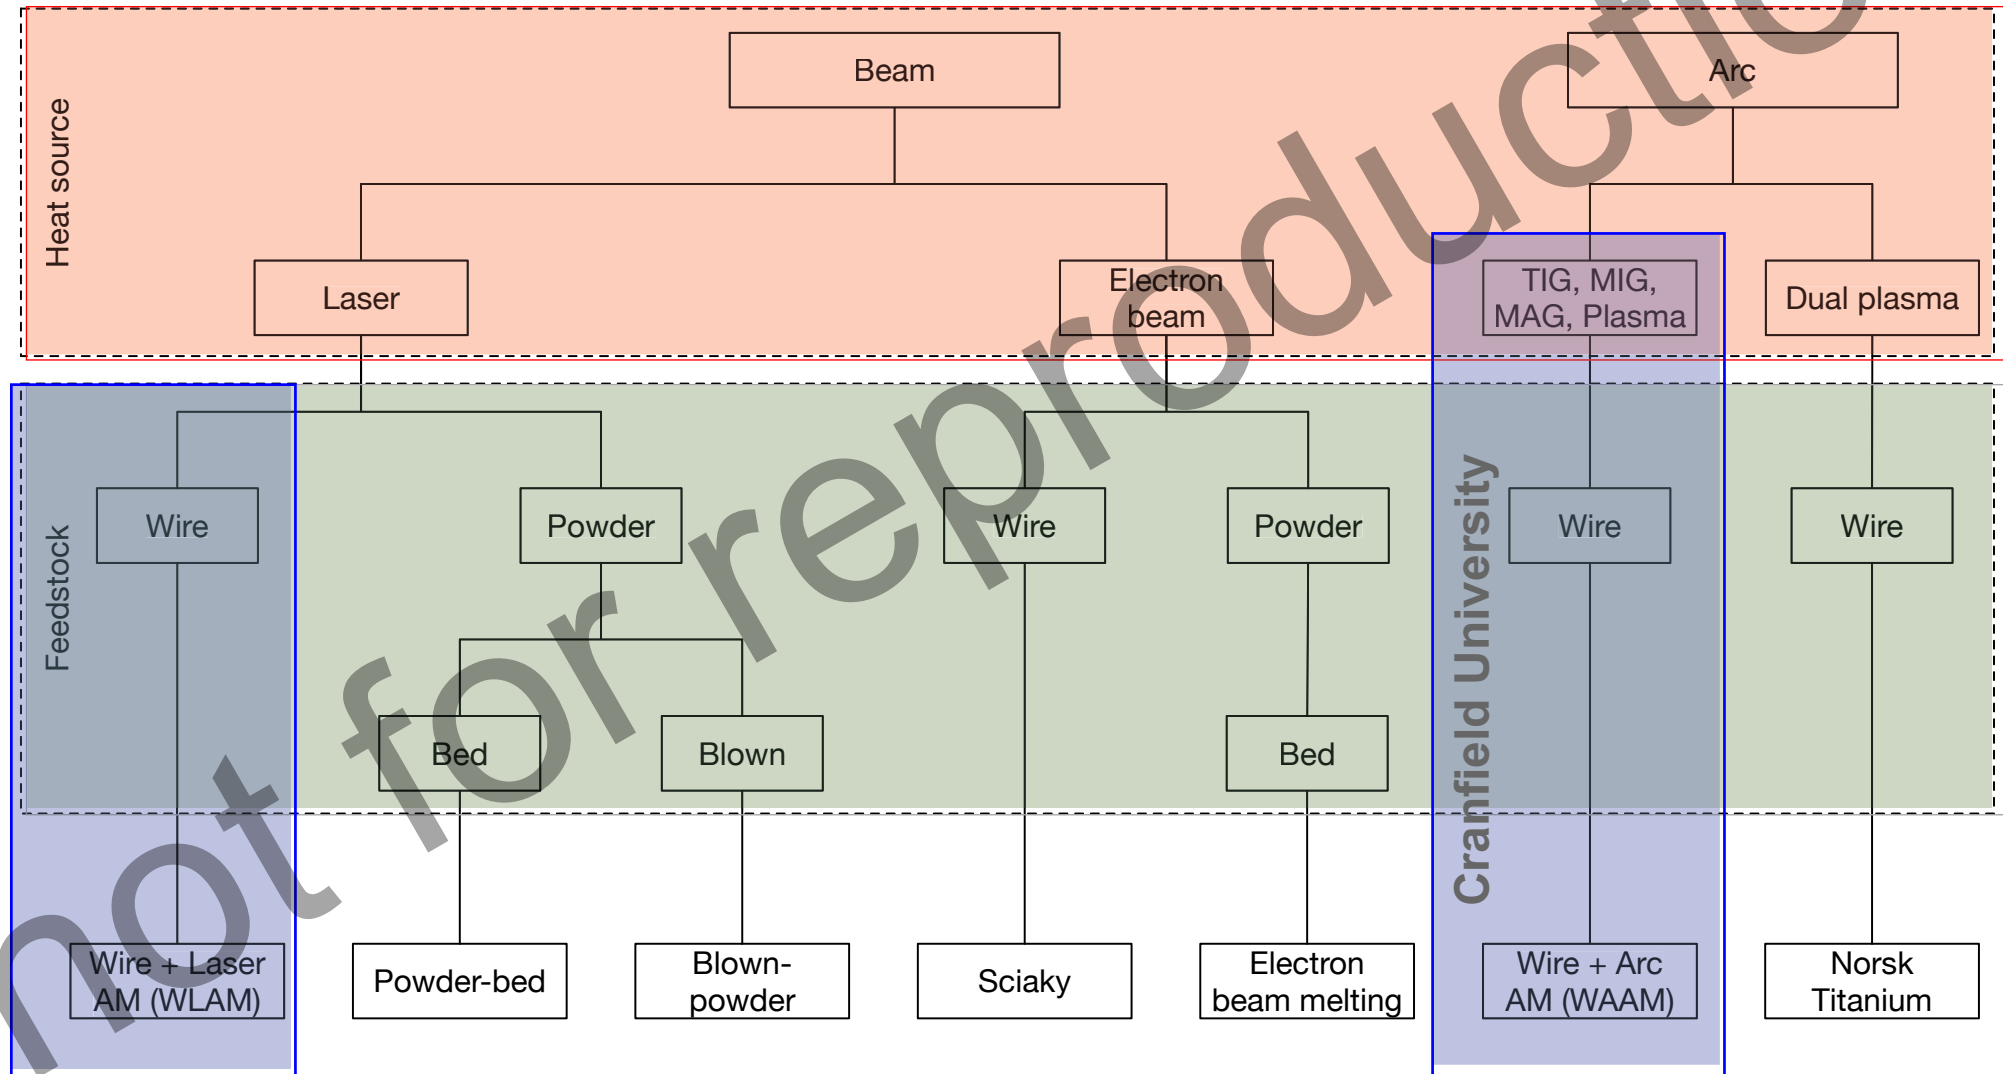 Heat source
Beam
Arc
Laser
Electron
beam
TIG, MIG,
MAG, Plasma
Dual plasma
Feedstock
Wire
Powder
Wire
Powder
Wire
Wire
Bed
Blown
Bed
Cranfield University
Wire + Laser
AM (WLAM)
Powder-bed
Blown-
powder
Sciaky
Electron
beam melting
Wire + Arc
AM (WAAM)
Norsk
Titanium
not for reproductio